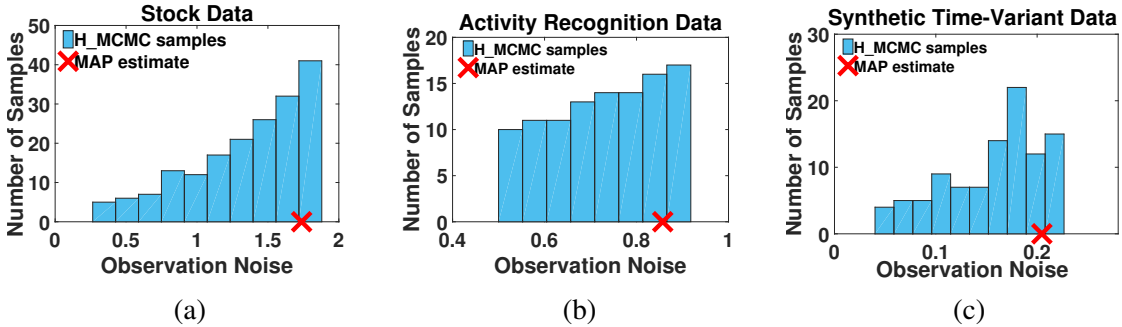 Stock Data
H_MCMC samples
MAP estimate
Number of Samples
50
40
30
20
10
0
0
0.5
1
1.5
2
Observation Noise
(a)
Activity Recognition Data
H_MCMC samples
MAP estimate
Number of Samples
20
15
10
5
0
0.4
0.6
0.8
1
Observation Noise
(b)
Synthetic Time-Variant Data
H_MCMC samples
MAP estimate
Number of Samples
30
20
10
0
0
0.1
0.2
Observation Noise
(c)